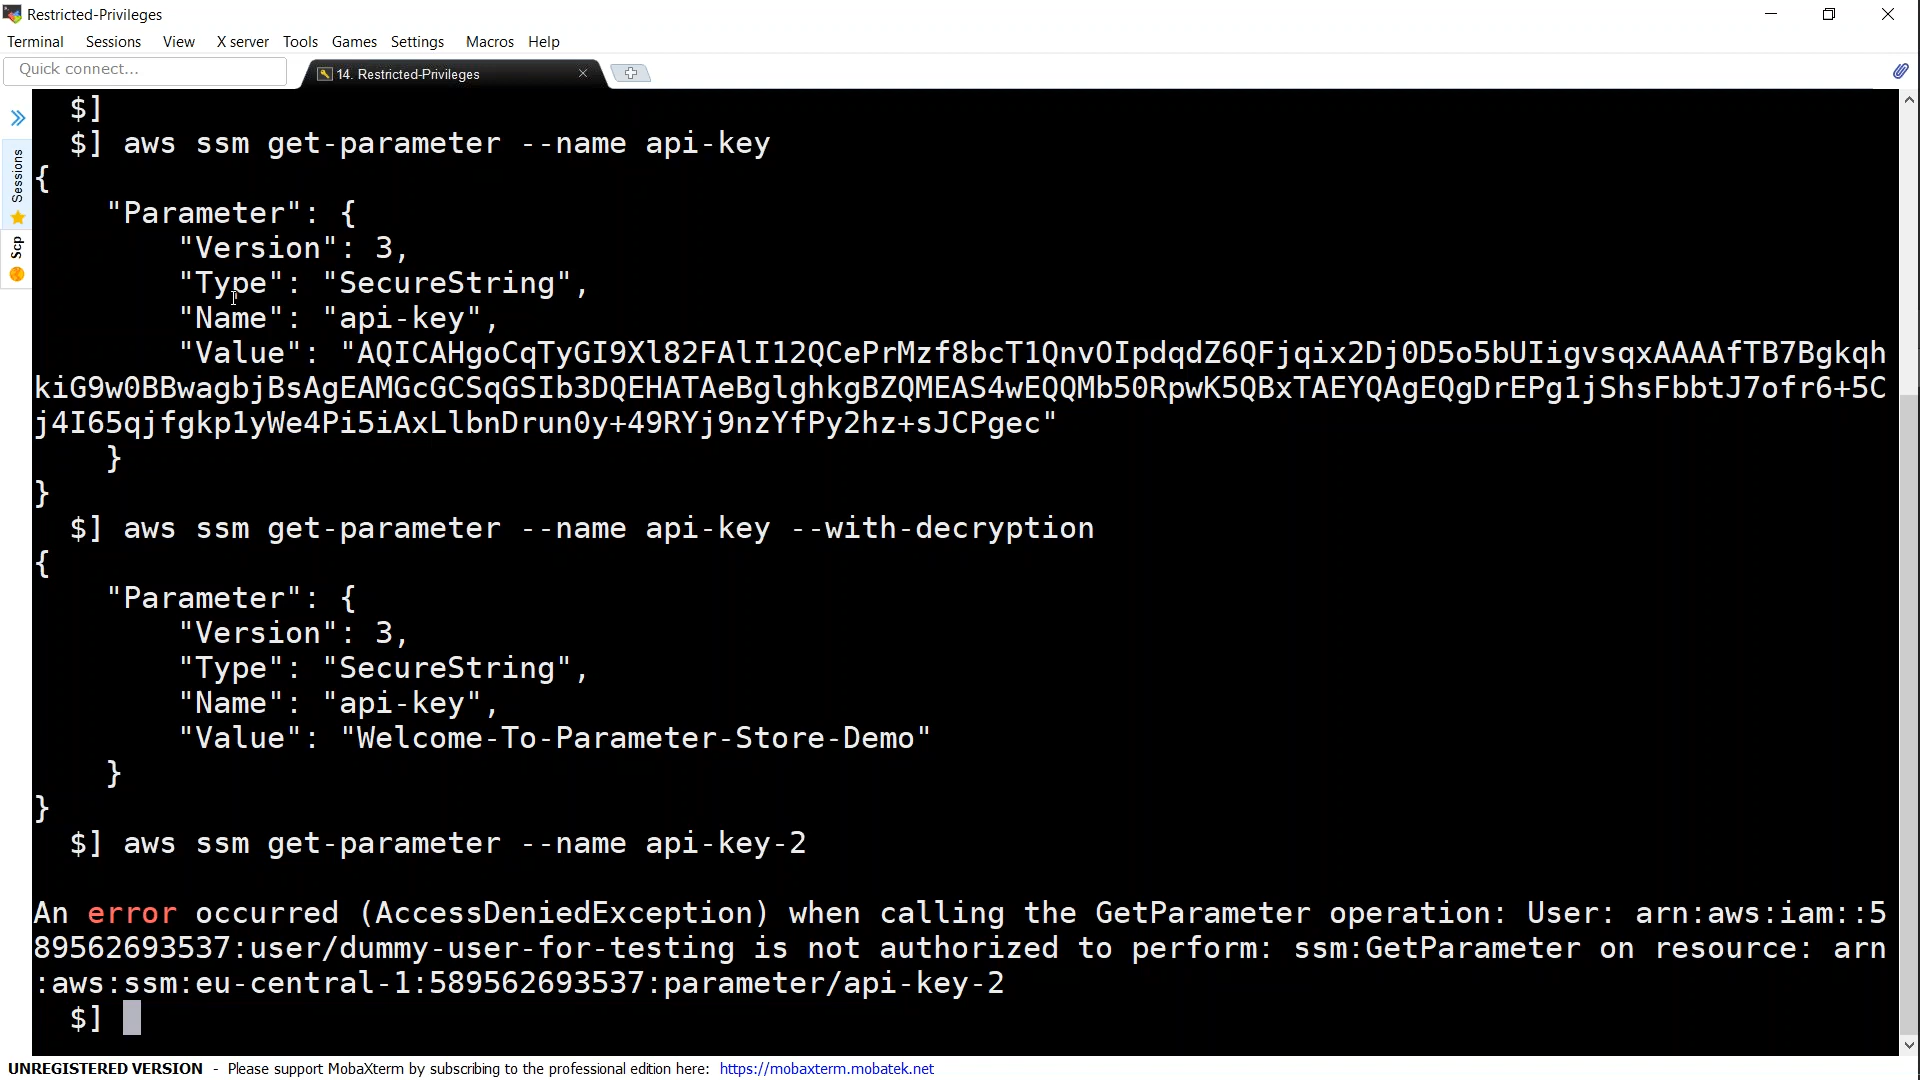 Restricted-Privileges
Terminal Sessions View X server Tools Games Settings Macros Help
Quick connect...
14. Restricted-Privileges
Sessions
Scp
$]
$] aws ssm get-parameter --name api-key
{
"Parameter": {
"Version": 3,
"Type": "SecureString",
"Name": "api-key",
"Value": "AQICAHgoCqTyGI9Xl82FAlI12QCePrMzf8bcT1QnvOIpdqdZ6QFjqix2Dj0D5o5bUIigvsqxAAAAfTB7Bgkqh
kiG9w0BBwagbjBsAgEAMGcGCSqGSIb3DQEHATAeBglghkgBZQMEAS4wEQQMb50RpwK5QBxTAEYQAgEQgDrEPg1jShsFbbtJ7ofr6+5C
j4I65qjfgkp1yWe4Pi5iAxLlbnDrun0y+49RYj9nzYfPy2hz+sJCPgec"
}
}
$] aws ssm get-parameter --name api-key --with-decryption
{
"Parameter": {
"Version": 3,
"Type": "SecureString",
"Name": "api-key",
"Value": "Welcome-To-Parameter-Store-Demo"
}
}
$] aws ssm get-parameter --name api-key-2
An error occurred (AccessDeniedException) when calling the GetParameter operation: User: arn:aws:iam::5
89562693537:user/dummy-user-for-testing is not authorized to perform: ssm:GetParameter on resource: arn
:aws:ssm:eu-central-1:589562693537:parameter/api-key-2
$]
UNREGISTERED VERSION - Please support MobaXterm by subscribing to the professional edition here: https://mobaxterm.mobatek.net